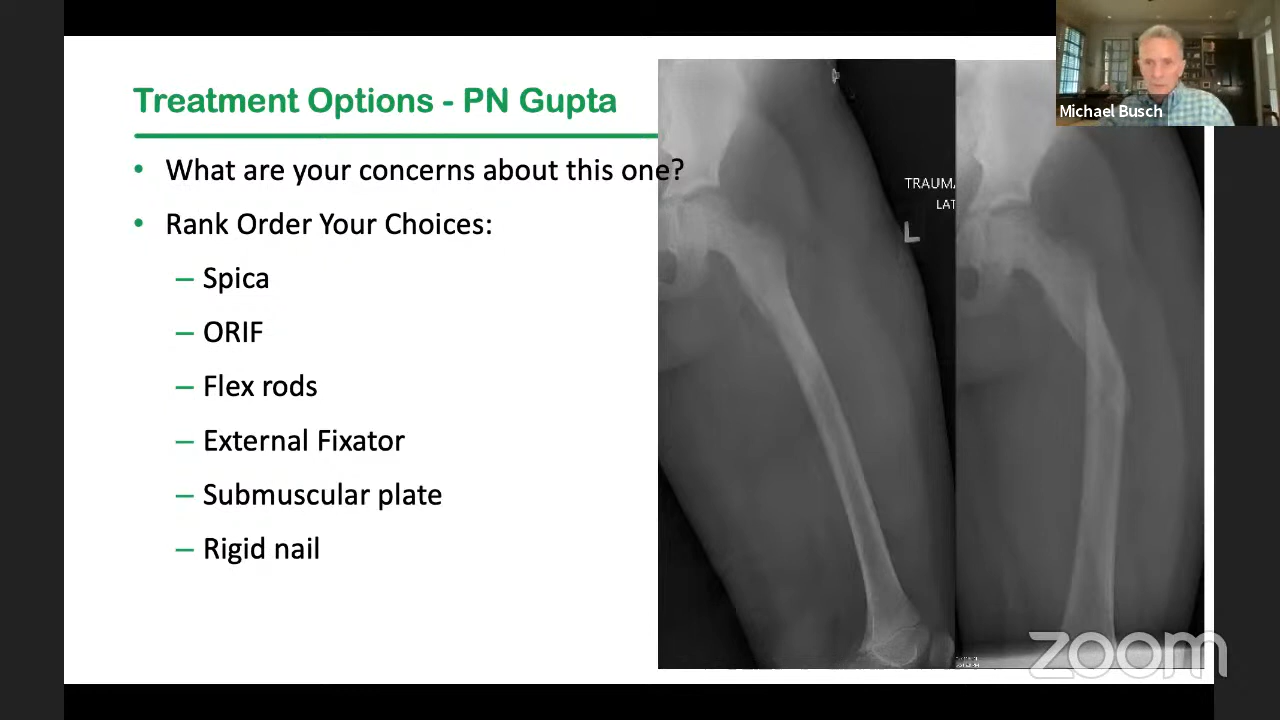 Treatment Options - PN Gupta
• What are your concerns about this one?
• Rank Order Your Choices:
– Spica
– ORIF
– Flex rods
– External Fixator
– Submuscular plate
– Rigid nail
TRAUMA
LAT
L
Michael Busch
zoom